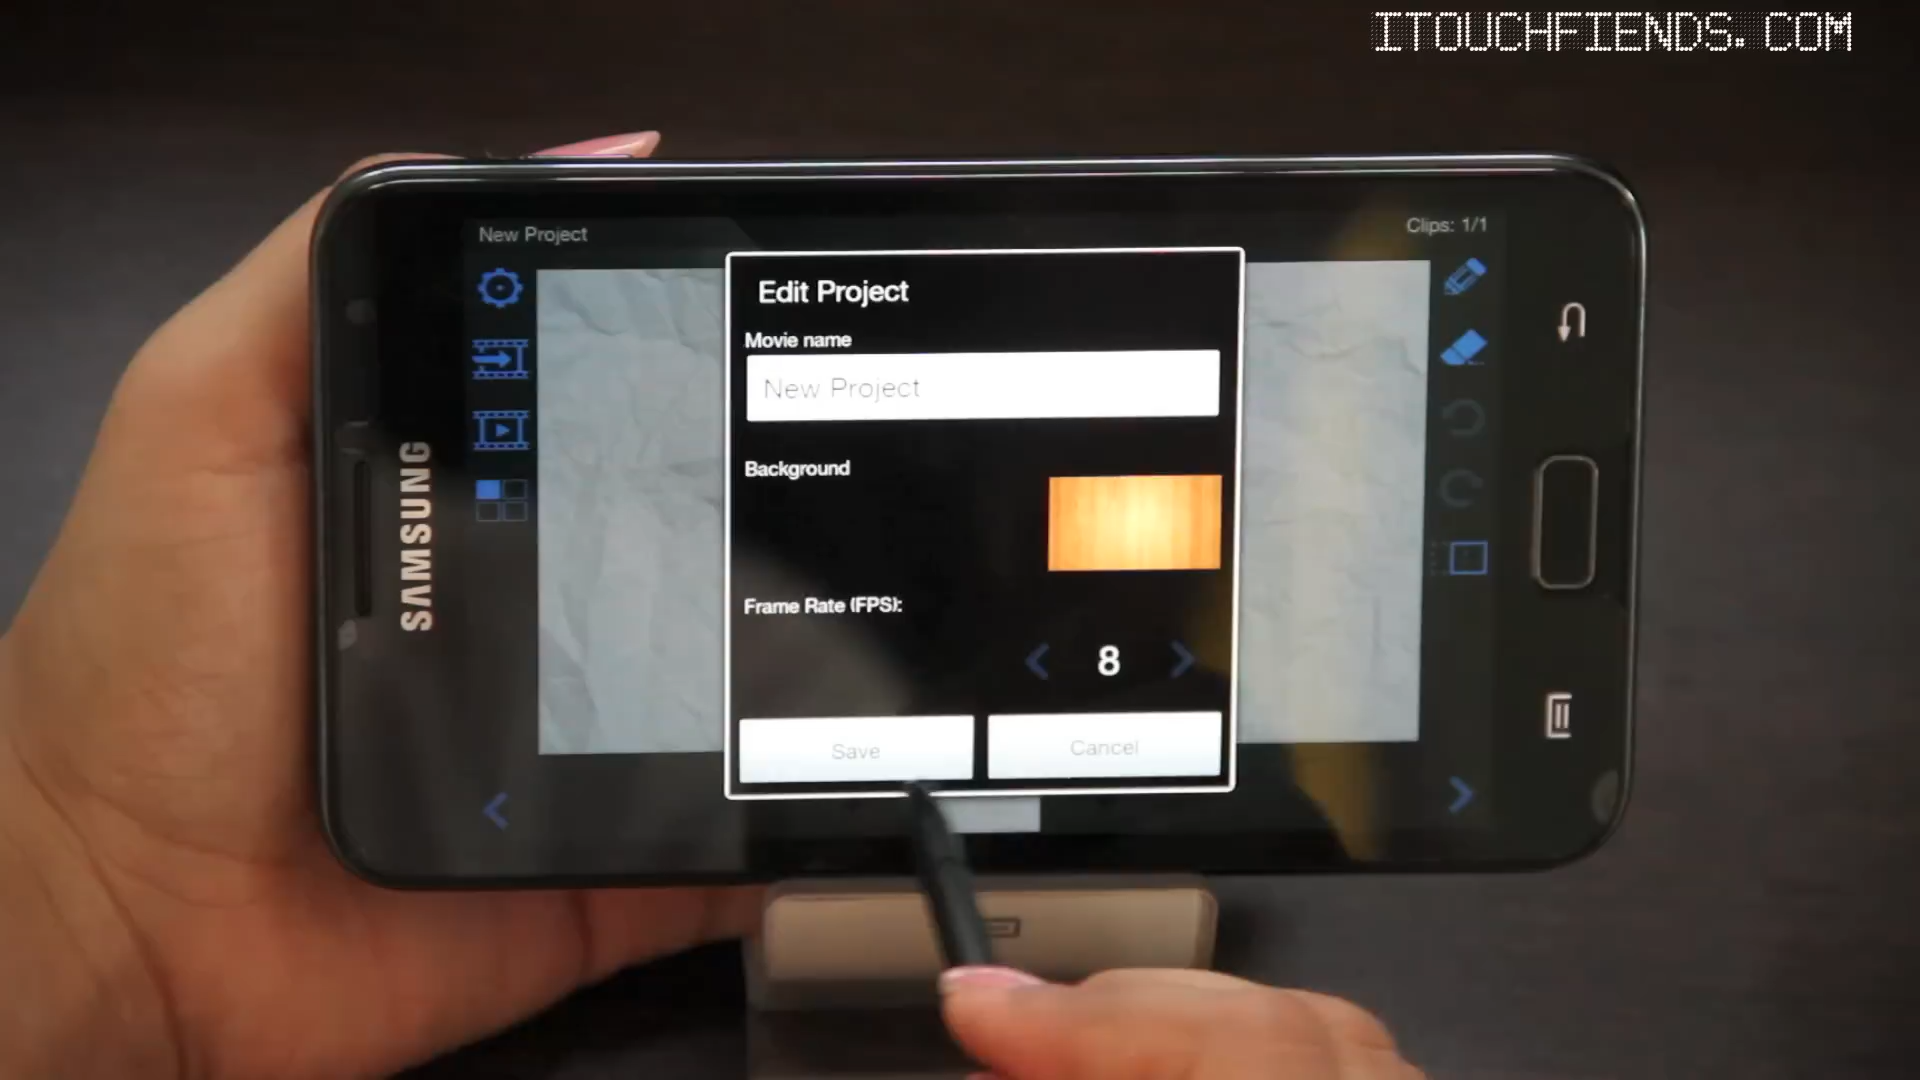 ITOUCHFIENDS.COM
New Project
Clips: 1/1
Edit Project
Movie name
New Project
Background
Frame Rate (FPS):
8
Save
Cancel
SAMSUNG